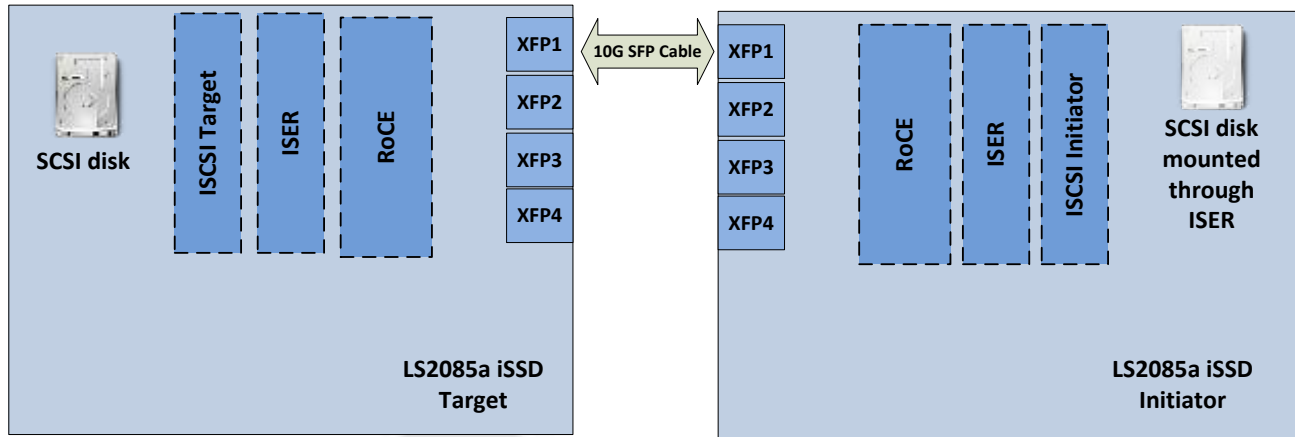 SCSI disk
ISCSI Target
ISER
RoCE
XFP1
XFP2
XFP3
XFP4
LS2085a iSSD
Target
10G SFP Cable
XFP1
XFP2
XFP3
XFP4
RoCE
ISER
ISCSI Initiator
SCSI disk
mounted
through
ISER
LS2085a iSSD
Initiator